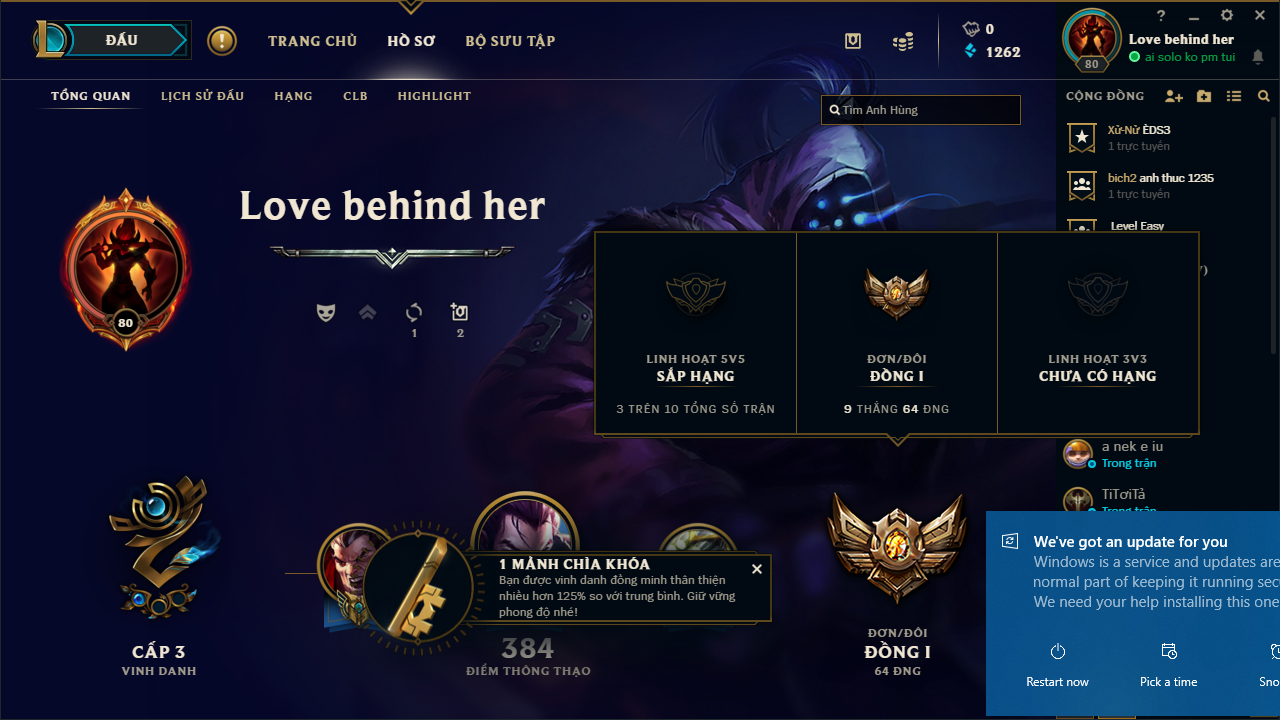 ĐẤU
TRANG CHỦ
HỒ SƠ
BỘ SƯU TẬP
0
1262
?
Love behind her
80
ai solo ko pm tui
TỔNG QUAN
LỊCH SỬ ĐẤU
HẠNG
CLB
HIGHLIGHT
Tìm Anh Hùng
CỘNG ĐỒNG
Xử-Nữ ÈDS3
1 trực tuyến
bich2 anh thuc 1235
1 trực tuyến
Level Easy
Love behind her
80
1
2
LINH HOẠT 5V5
SẮP HẠNG
3 TRÊN 10 TỔNG SỐ TRẬN
ĐƠN/ĐÔI
ĐỒNG I
9 THẮNG 64 ĐNG
LINH HOẠT 3V3
CHƯA CÓ HẠNG
a nek e iu
Trong trận
TiTơiTả
Trong trận
1 MẢNH CHÌA KHÓA
Bạn được vinh danh đồng minh thân thiện
nhiều hơn 125% so với trung bình. Giữ vững
phong độ nhé!
CẤP 3
VINH DANH
384
ĐIỂM THÔNG THẠO
ĐƠN/ĐÔI
ĐỒNG I
64 ĐNG
We've got an update for you
Windows is a service and updates are
normal part of keeping it running sec
We need your help installing this one
Restart now
Pick a time
Sno